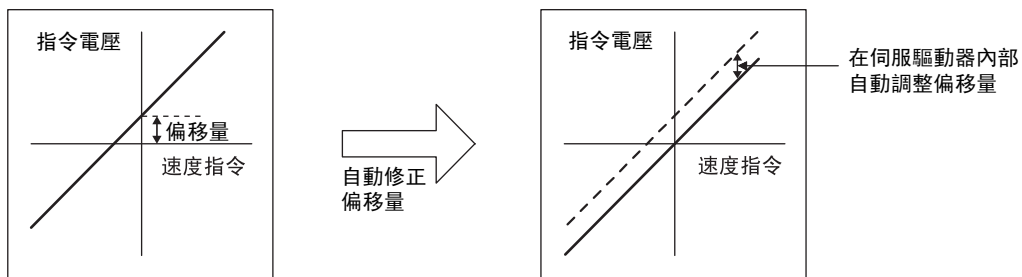 指令電壓
偏移量
速度指令
自動修正
偏移量
指令電壓
速度指令
在伺服驅動器內部
自動調整偏移量